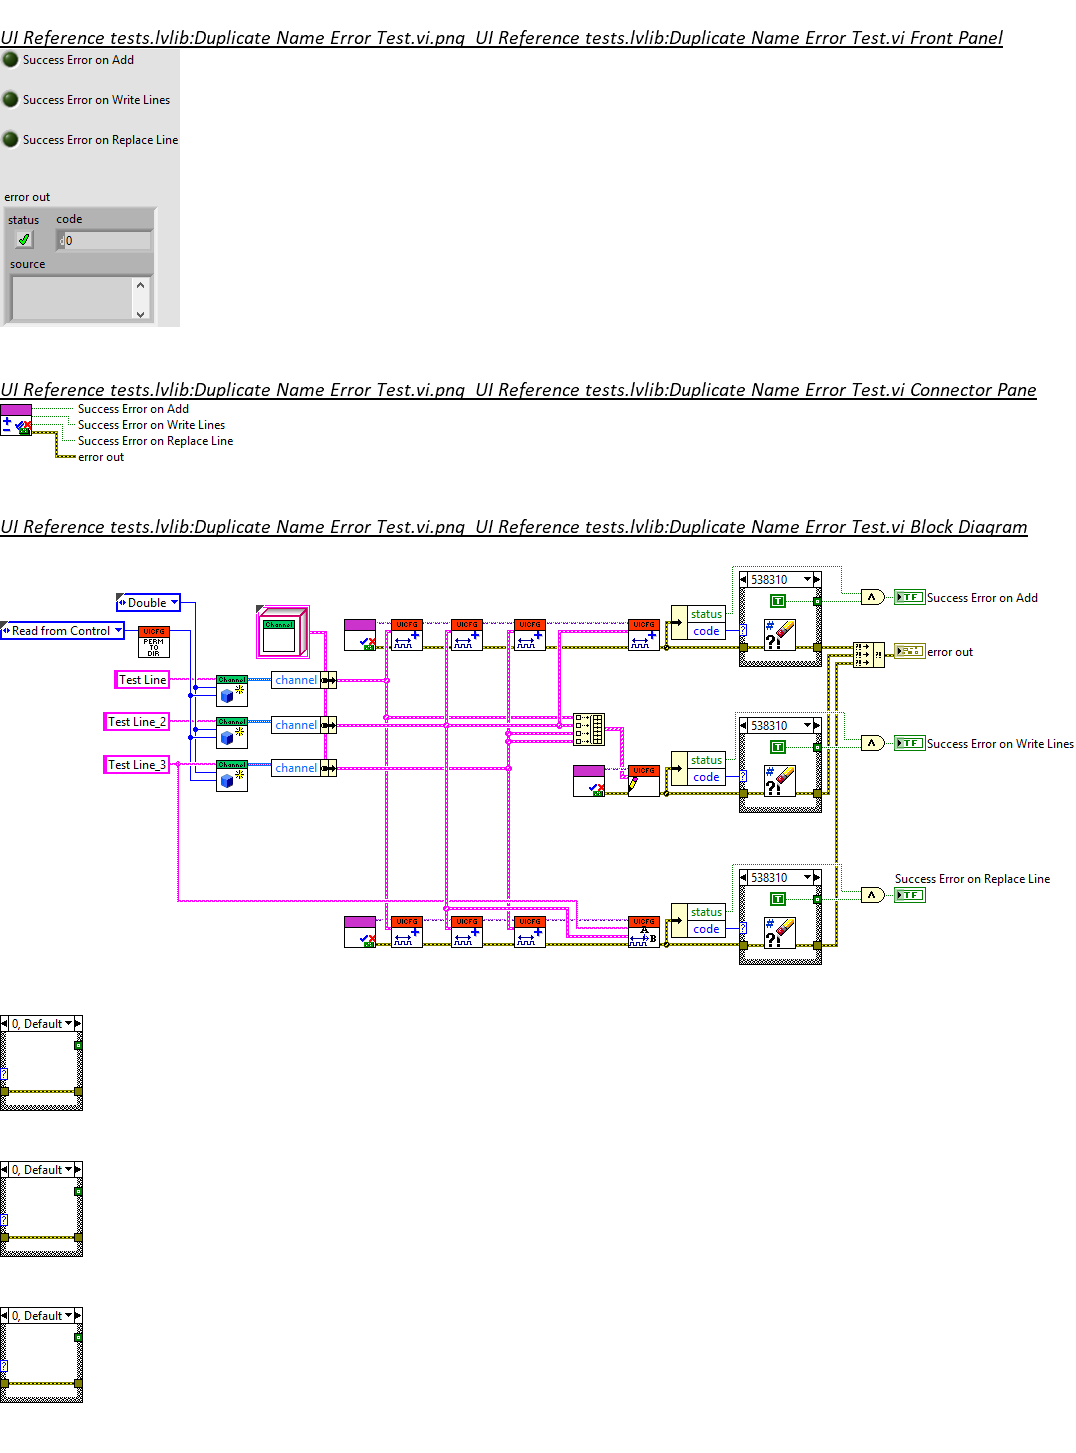 UI Reference tests.lvlib:Duplicate Name Error Test.vi.png  UI Reference tests.lvlib:Duplicate Name Error Test.vi Front Panel
Success Error on Add
Success Error on Write Lines
Success Error on Replace Line
error out
status code
0
source
UI Reference tests.lvlib:Duplicate Name Error Test.vi.png  UI Reference tests.lvlib:Duplicate Name Error Test.vi Connector Pane
Success Error on Add
Success Error on Write Lines
Success Error on Replace Line
error out
UI Reference tests.lvlib:Duplicate Name Error Test.vi.png  UI Reference tests.lvlib:Duplicate Name Error Test.vi Block Diagram
538310
Double
T
TF Success Error on Add
Channel
status
Read from Control
UICFG
PERM
TO
DIR
UICFG UICFG UICFG UICFG
code
#
?!
error out
Test Line
Channel
channel
Test Line_2
Channel
channel
538310
T
TF Success Error on Write Lines
Test Line_3
Channel
channel
status
UICFG
code
#
?!
538310
Success Error on Replace Line
T
TF
status
UICFG UICFG UICFG UICFG
A
B
code
#
?!
0, Default
?
0, Default
?
0, Default
?